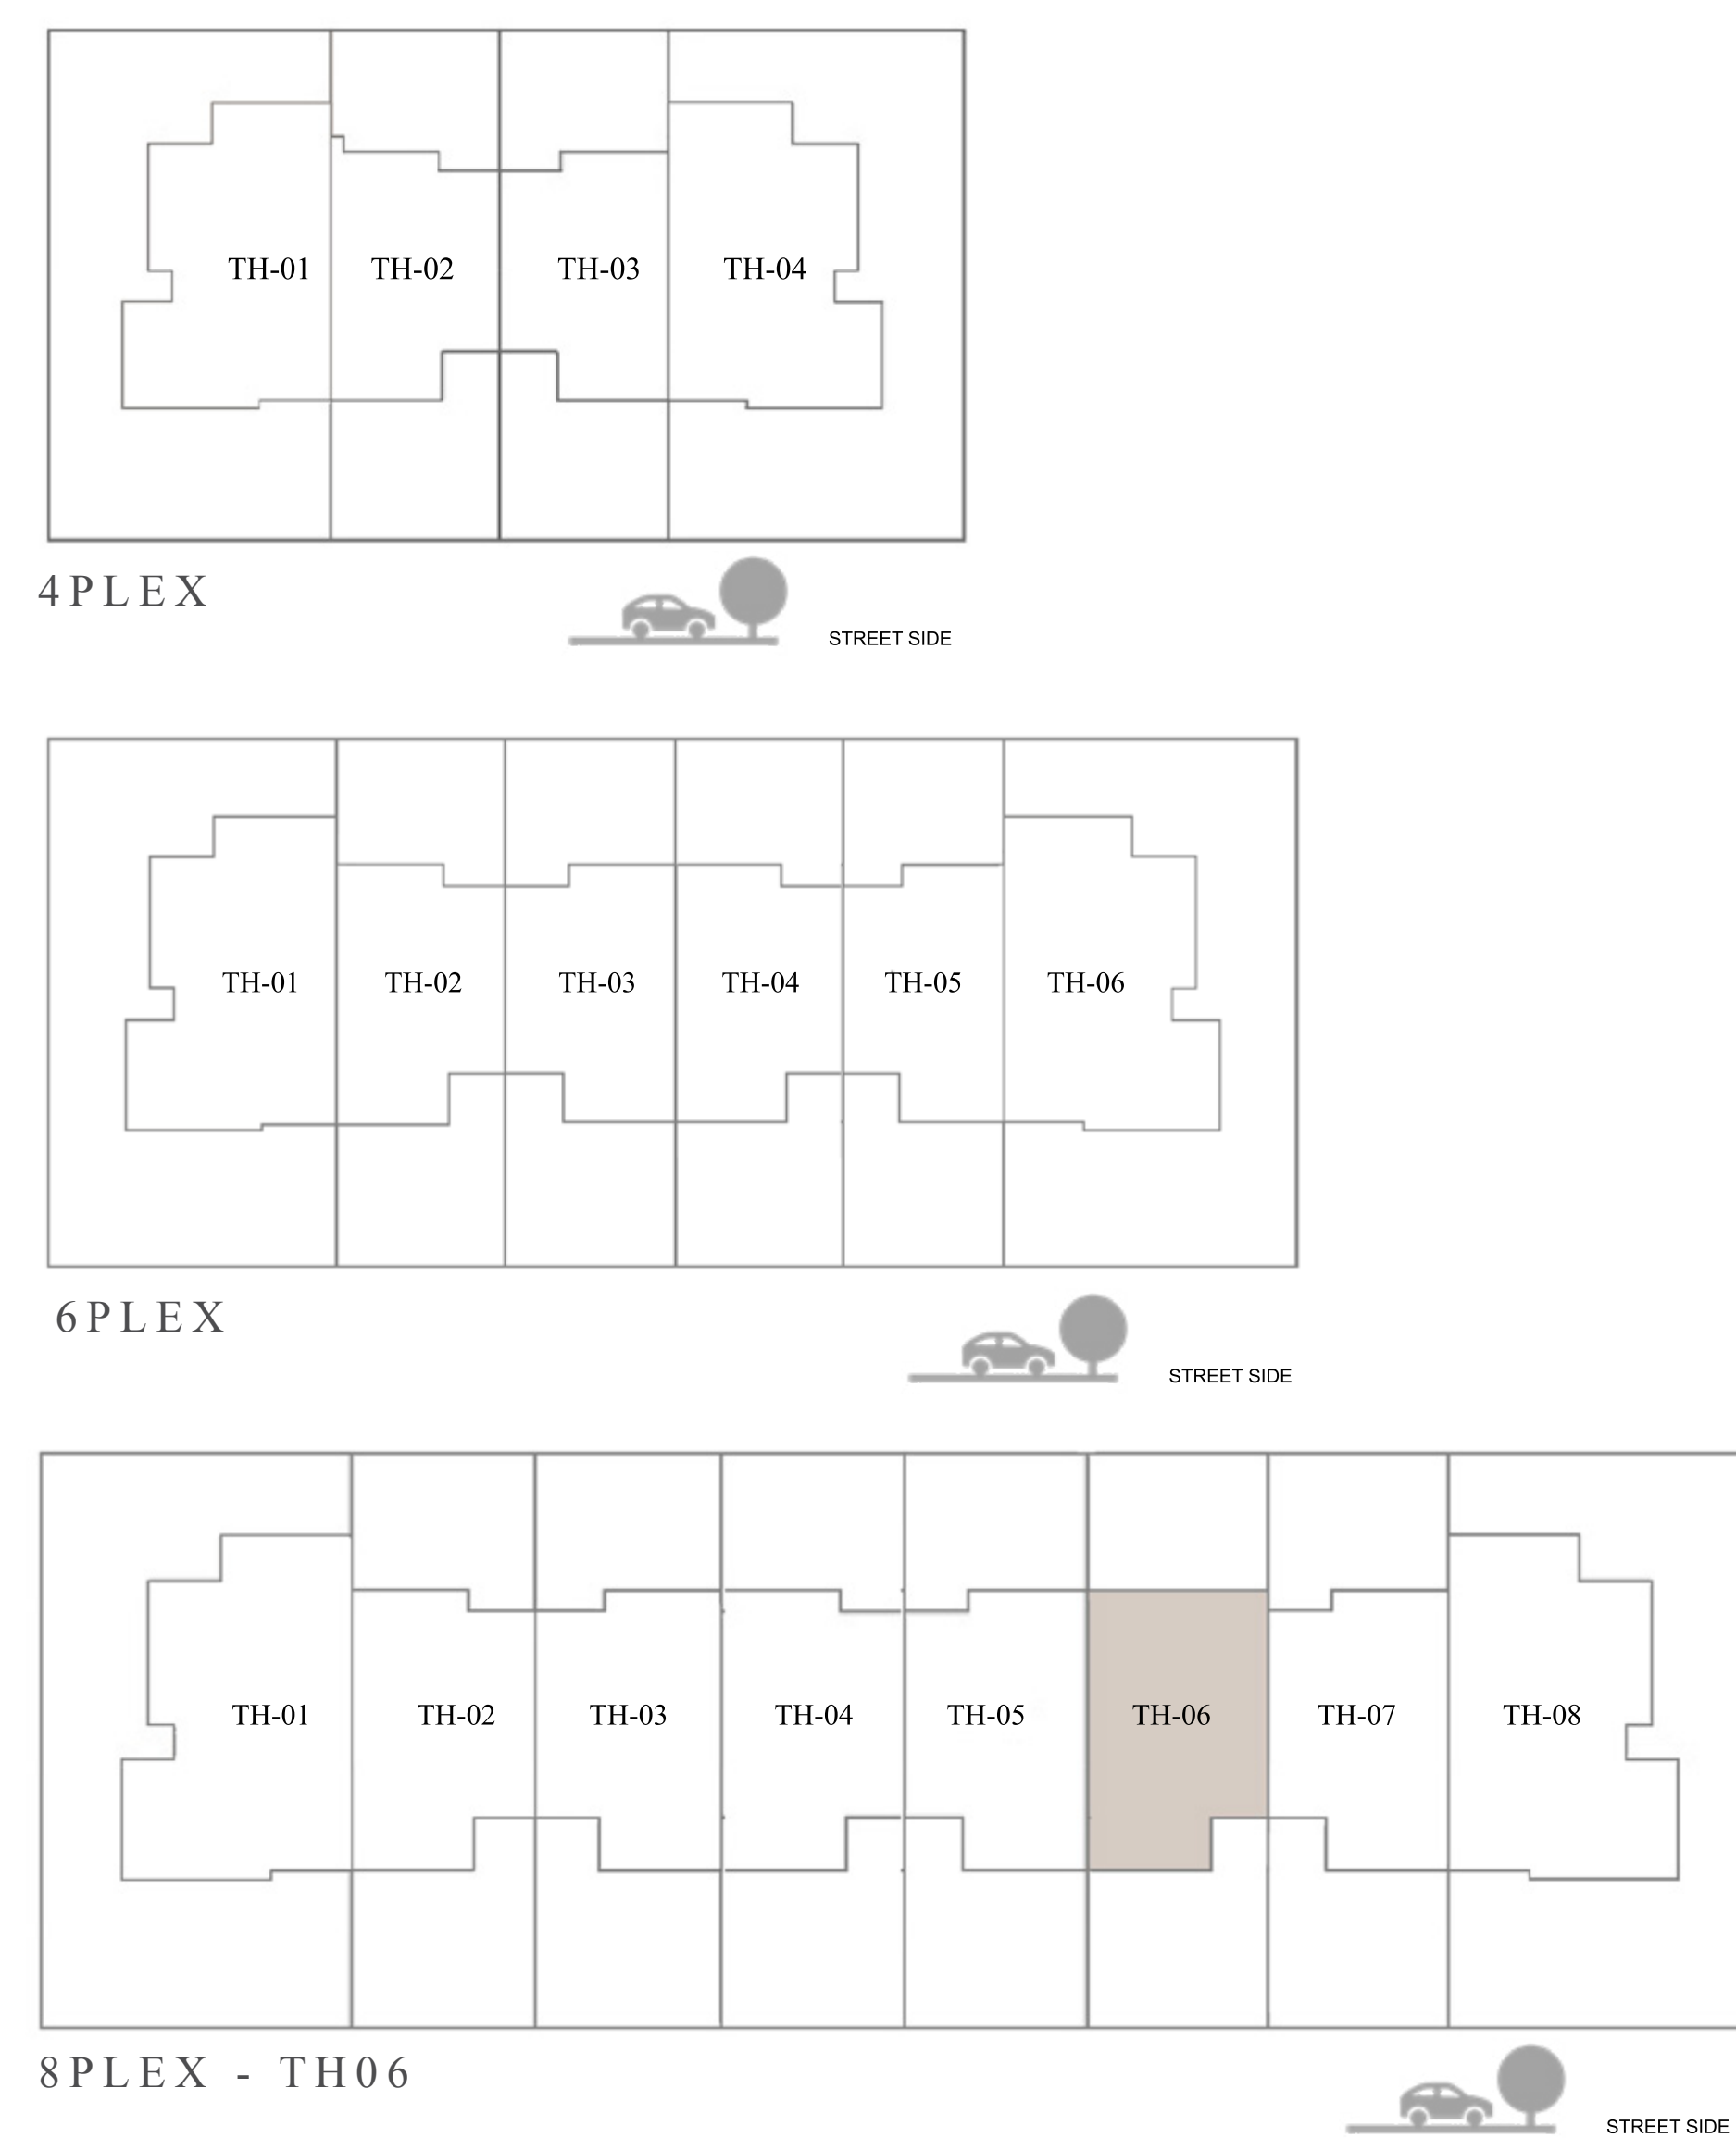 TH-01 TH-02 TH-03 TH-04
4PLEX
STREET SIDE
TH-01 TH-02 TH-03 TH-04 TH-05 TH-06
6PLEX
STREET SIDE
TH-01 TH-02 TH-03 TH-04 TH-05 TH-06 TH-07 TH-08
8PLEX - TH06
STREET SIDE